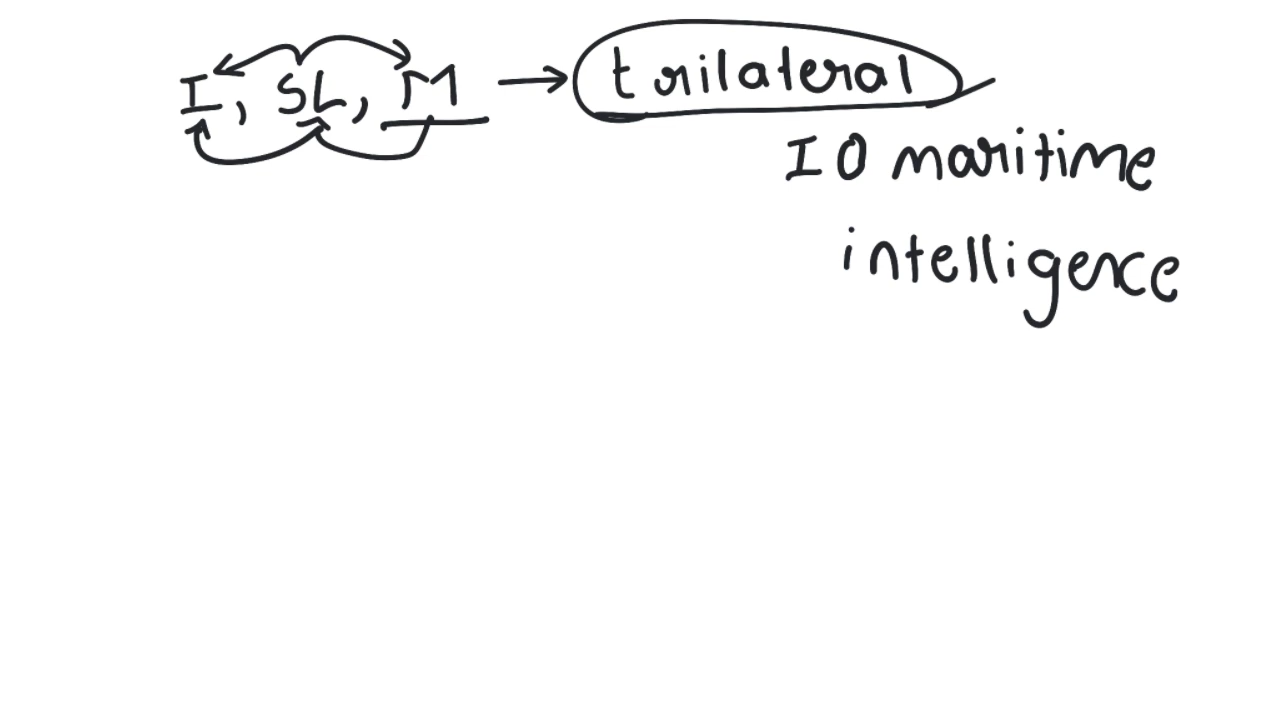 I, SL, M → trilateral
IO maritime
intelligence